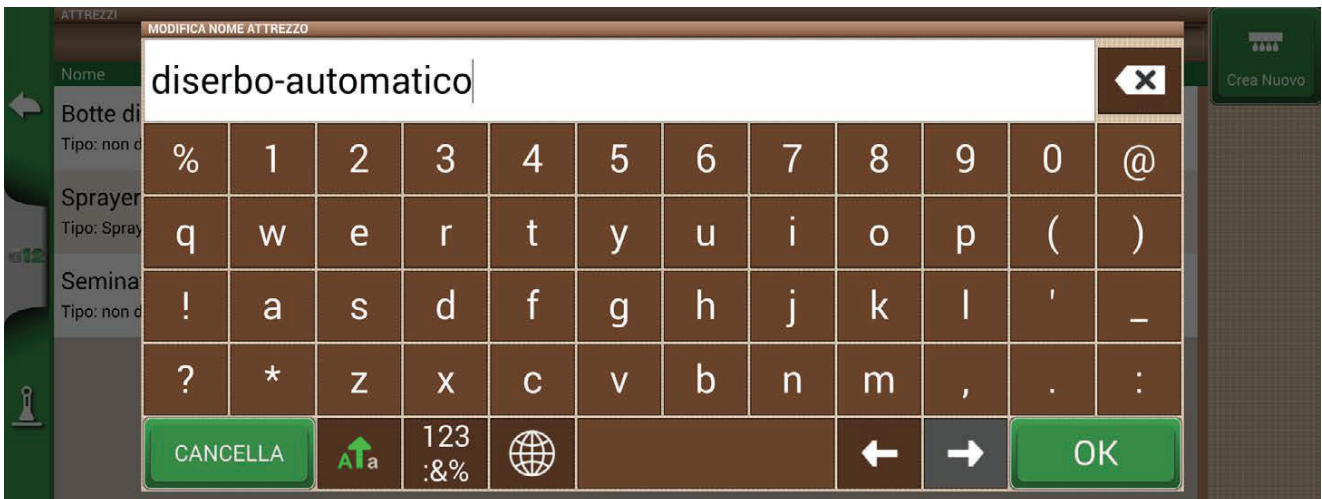 ATTREZZI
MODIFICA NOME ATTREZZO
diserbo-automatico
Nome
Crea Nuovo
Botte di
Tipo: non d
Sprayer
Tipo: Spray
12
Semina
Tipo: non d
% 1 2 3 4 5 6 7 8 9 0 @
q w e r t y u i o p ( )
! a s d f g h j k l ' _
? * z x c v b n m , . :
CANCELLA
A a
123
:&%
OK